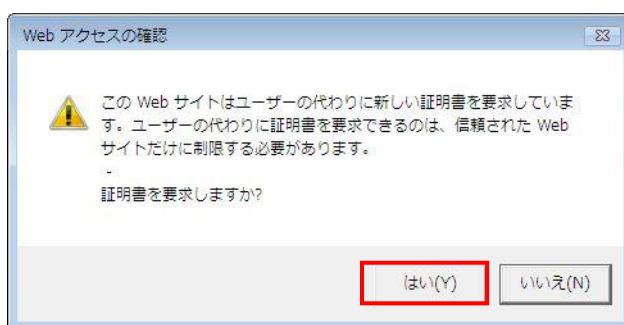 Web アクセスの確認
この Web サイトはユーザーの代わりに新しい証明書を要求していま
す。ユーザーの代わりに証明書を要求できるのは、信頼された Web
サイトだけに制限する必要があります。
-
証明書を要求しますか?
はい(Y) いいえ(N)